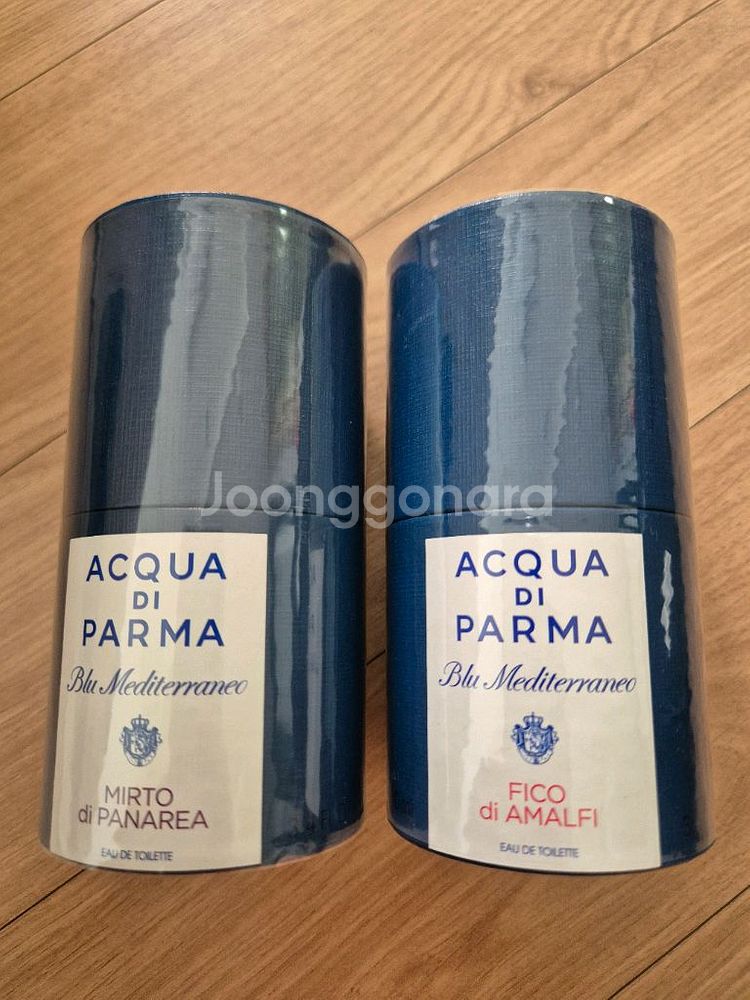 Joonggonara
ACQUA
DI
PARMA
Blu Mediterraneo
MIRTO
di PANAREA
EAU DE TOILETTE
ACQUA
DI
PARMA
Blu Mediterraneo
FICO
di AMALFI
EAU DE TOILETTE